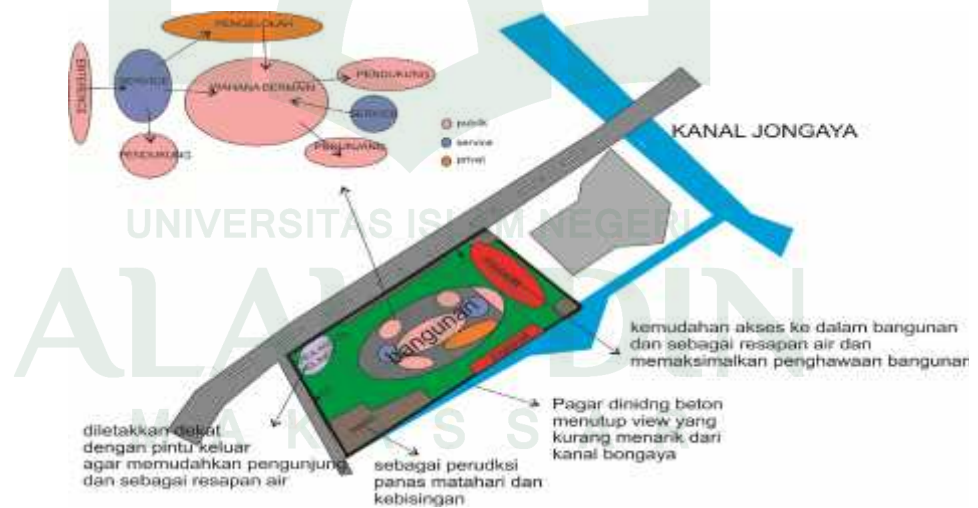 PENGELOLAH
ENTERENCE
SERVICE
WAHANA BERMAIN
PENDUKUNG
SERVICE
PENDUKUNG
PENUNJANG
publik
service
privat
KANAL JONGAYA
UNIVERSITAS ISLAM NEGERI
ALAUDDIN
MAKASS
bangunan
kemudahan akses ke dalam bangunan
dan sebagai resapan air dan
memaksimalkan penghawaan bangunan
Pagar dinidng beton
menutup view yang
kurang menarik dari
kanal bongaya
diletakkan dekat
dengan pintu keluar
agar memudahkan pengunjung
dan sebagai resapan air
sebagai perudksi
panas matahari dan
kebisingan